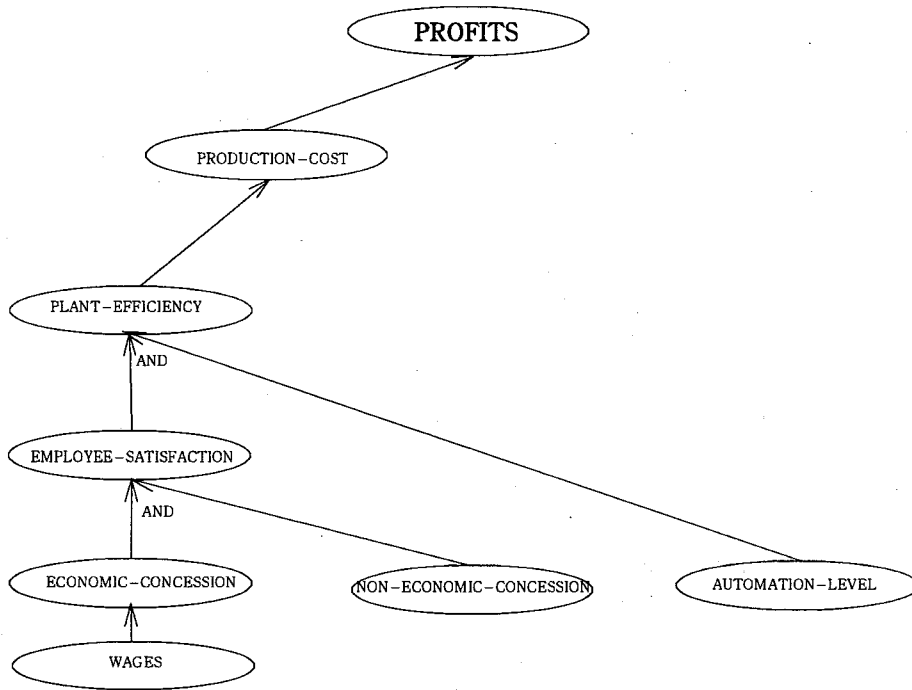 PROFITS
PRODUCTION-COST
PLANT-EFFICIENCY
AND
EMPLOYEE-SATISFACTION
AND
ECONOMIC-CONCESSION
NON-ECONOMIC-CONCESSION
AUTOMATION-LEVEL
WAGES